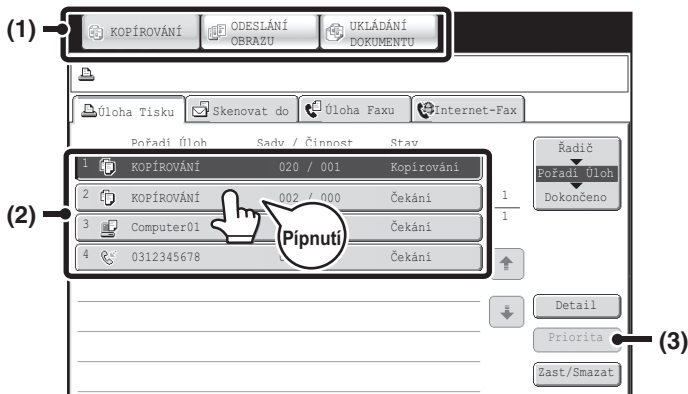 (1)
KOPÍROVÁNÍ
ODESLÁNÍ
OBRAZU
UKLÁDÁNÍ
DOKUMENTU
Úloha Tisku
Skenovat do
Úloha Faxu
Internet-Fax
Pořadí Úloh Sady / Činnost Stav
1 KOPÍROVÁNÍ 020 / 001 Kopírování
2 KOPÍROVÁNÍ 002 / 000 Čekání
3 Computer01 Čekání
4 0312345678 Čekání
(2)
Pípnutí
1
1
Řadič
Pořadí Úloh
Dokončeno
Detail
Priorita
(3)
Zast/Smazat